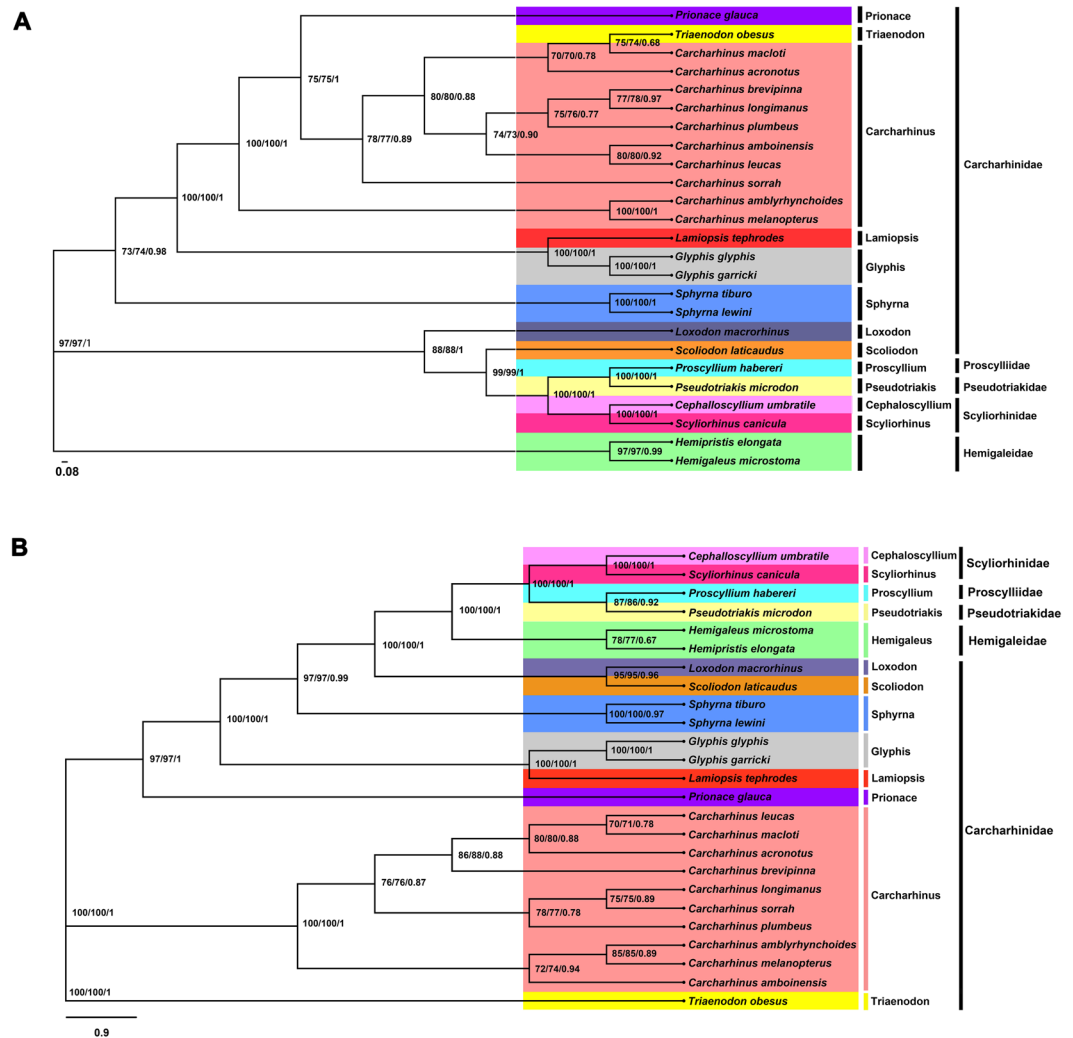 A
Prionace glauca
Prionace
Triaenodon obesus
Triaenodon
75/74/0.68
70/70/0.78
Carcharhinus macloti
75/75/1
Carcharhinus acronotus
Carcharhinus brevipinna
80/80/0.88
77/78/0.97
Carcharhinus longimanus
75/76/0.77
Carcharhinus plumbeus
Carcharhinus
74/73/0.90
78/77/0.89
100/100/1
Carcharhinus amboinensis
80/80/0.92
Carcharhinus leucas
Carcharhinidae
Carcharhinus sorrah
100/100/1
Carcharhinus amblyrhynchoides
100/100/1
Carcharhinus melanopterus
Lamiopsis tephrodes
Lamiopsis
73/74/0.98
100/100/1
Glyphis glyphis
100/100/1
Glyphis
Glyphis garricki
Sphyrna tiburo
100/100/1
Sphyrna
Sphyrna lewini
Loxodon macrorhinus
Loxodon
97/97/1
88/88/1
Scoliodon laticaudus
Scoliodon
99/99/1
Proscyllium habereri
Proscyllium
Proscylliidae
100/100/1
Pseudotriakis microdon
Pseudotriakis
Pseudotriakidae
100/100/1
Cephalloscyllium umbratile
Cephaloscyllium
100/100/1
Scyliorhinidae
Scyliorhinus canicula
Scyliorhinus
Hemipristis elongata
97/97/0.99
Hemigaleidae
Hemigaleus microstoma
0.08
B
Cephalloscyllium umbratile
Cephaloscyllium
100/100/1
Scyliorhinidae
Scyliorhinus canicula
Scyliorhinus
100/100/1
Proscyllium habereri
Proscyllium
Proscylliidae
87/86/0.92
100/100/1
Pseudotriakis microdon
Pseudotriakis
Pseudotriakidae
Hemigaleus microstoma
78/77/0.67
Hemigaleus
Hemigaleidae
100/100/1
Hemipristis elongata
Loxodon macrorhinus
Loxodon
95/95/0.96
97/97/0.99
Scoliodon laticaudus
Scoliodon
Sphyrna tiburo
100/100/0.97
Sphyrna
100/100/1
Sphyrna lewini
Glyphis glyphis
100/100/1
Glyphis
97/97/1
Glyphis garricki
100/100/1
Lamiopsis tephrodes
Lamiopsis
Prionace glauca
Prionace
Carcharhinus leucas
70/71/0.78
Carcharhinus macloti
Carcharhinidae
80/80/0.88
Carcharhinus acronotus
86/88/0.88
Carcharhinus brevipinna
76/76/0.87
Carcharhinus longimanus
75/75/0.89
Carcharhinus
Carcharhinus sorrah
100/100/1
78/77/0.78
100/100/1
Carcharhinus plumbeus
Carcharhinus amblyrhynchoides
85/85/0.89
Carcharhinus melanopterus
72/74/0.94
Carcharhinus amboinensis
100/100/1
Triaenodon obesus
Triaenodon
0.9